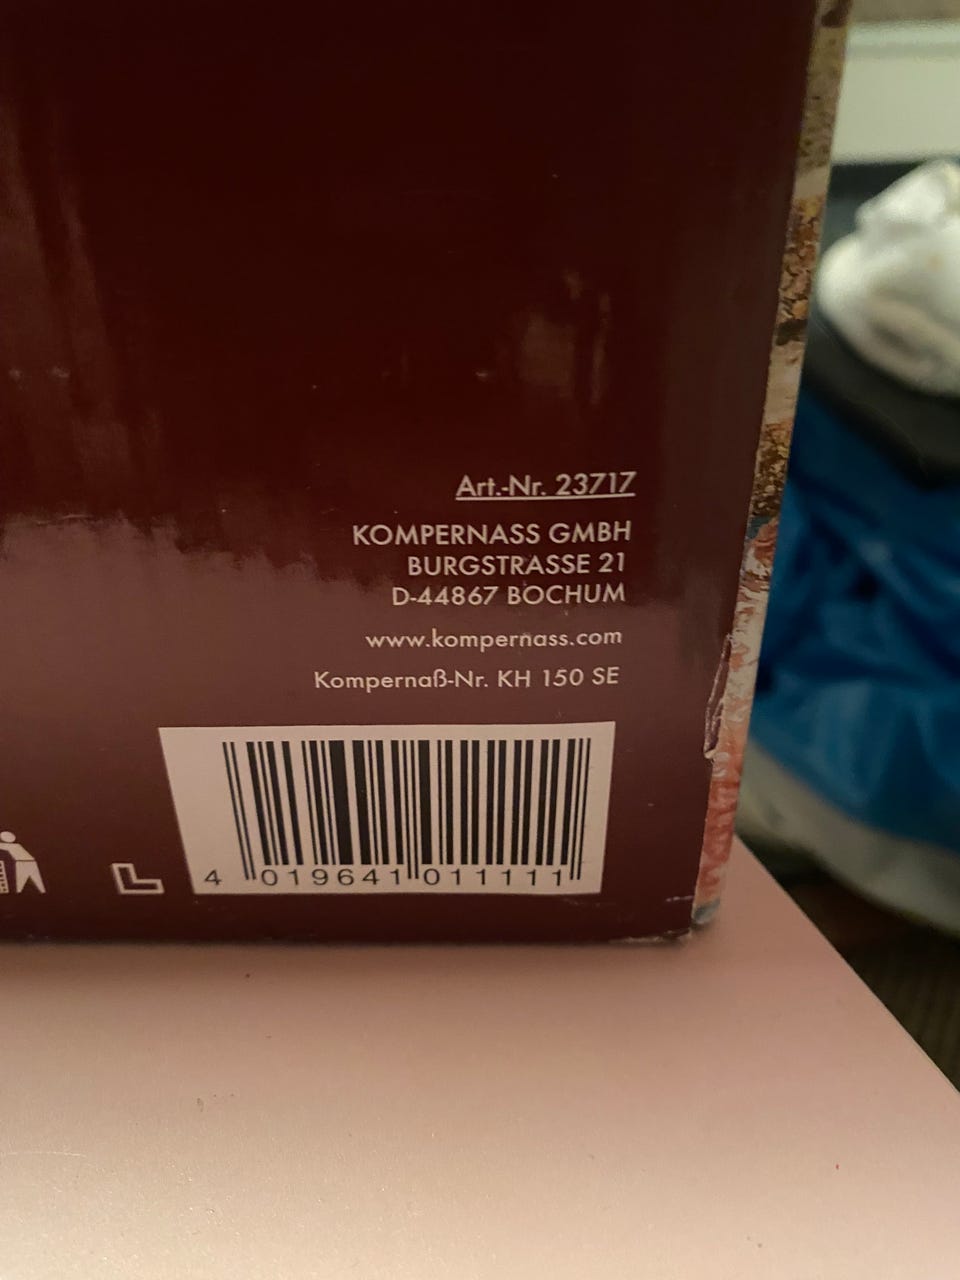 Art.-Nr. 23717
KOMPERNASS GMBH
BURGSTRASSE 21
D-44867 BOCHUM
www.kompernass.com
Kompernaß-Nr. KH 150 SE
4 019641 011111